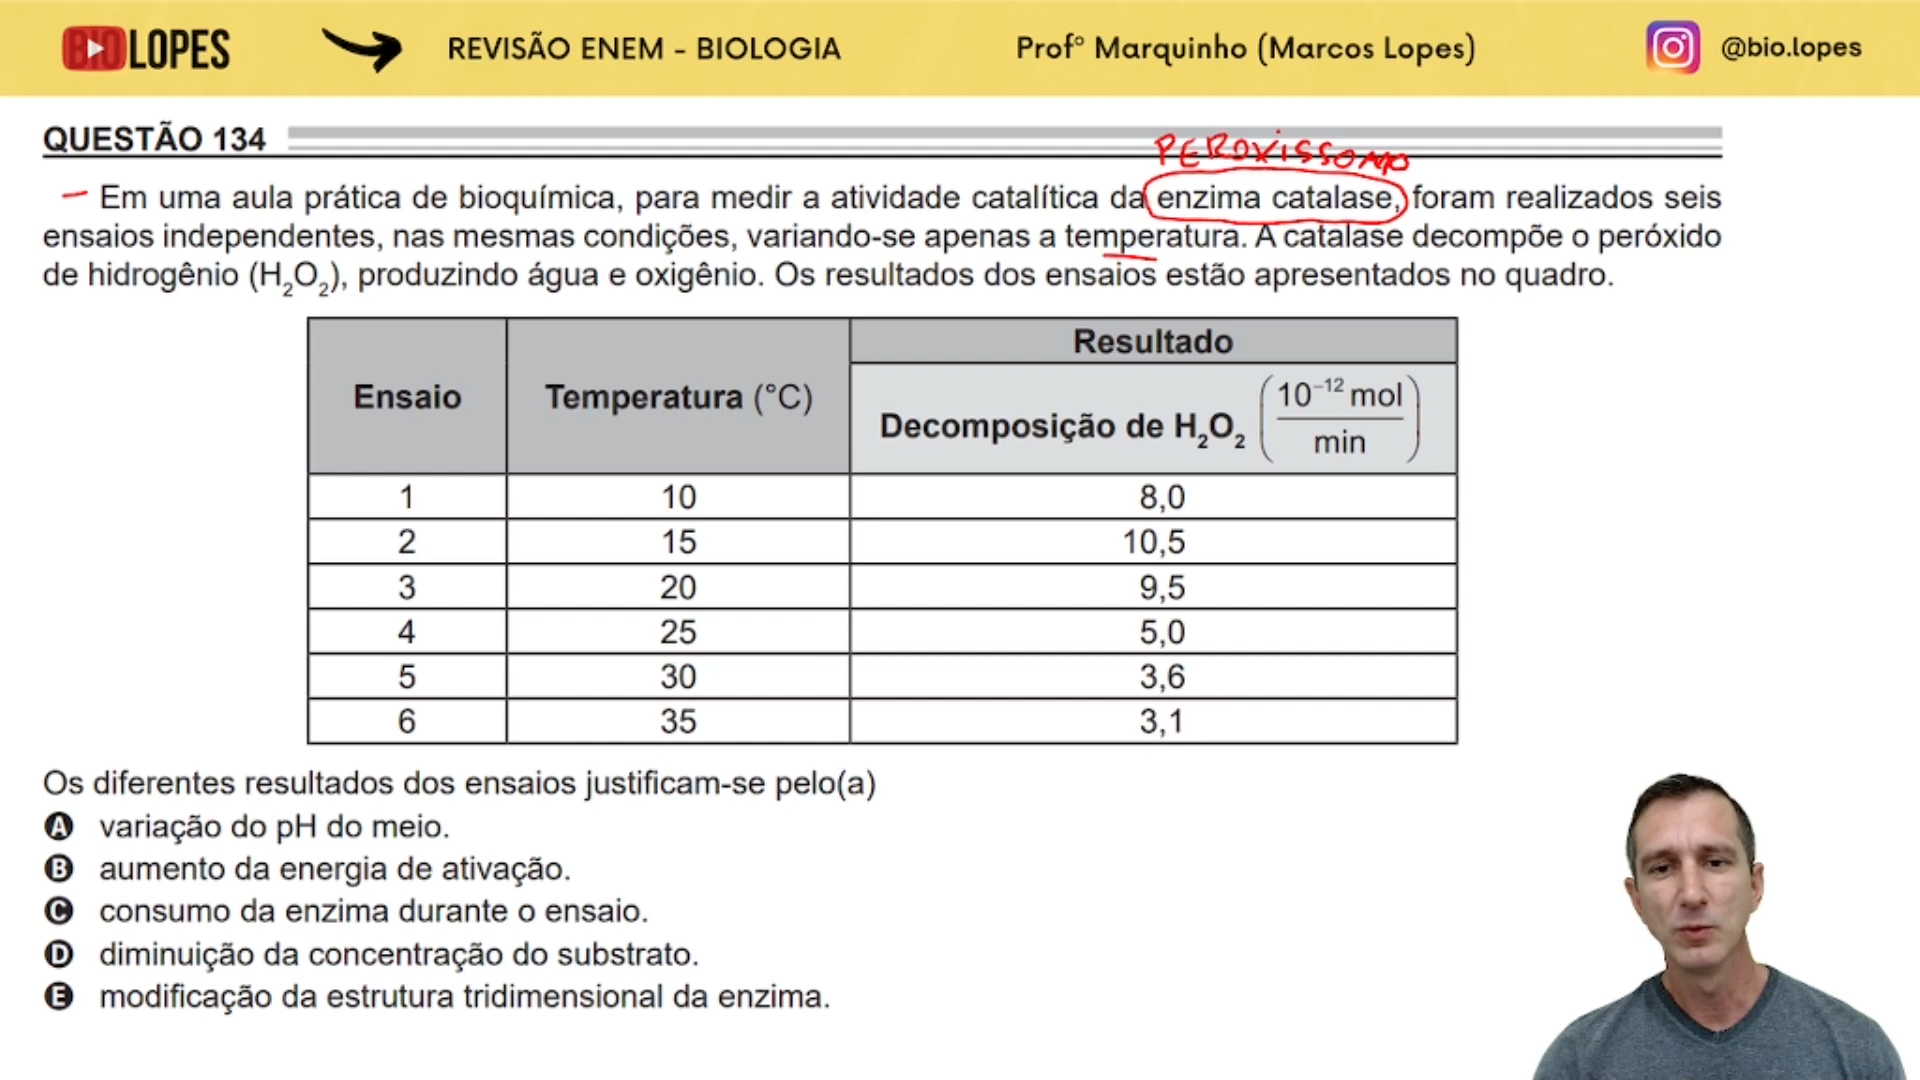 BIOLOPES
REVISÃO ENEM - BIOLOGIA
Profº Marquinho (Marcos Lopes)
@bio.lopes
QUESTÃO 134
PEROXISSOMO
Em uma aula prática de bioquímica, para medir a atividade catalítica da enzima catalase, foram realizados seis
ensaios independentes, nas mesmas condições, variando-se apenas a temperatura. A catalase decompõe o peróxido
de hidrogênio (H₂O₂), produzindo água e oxigênio. Os resultados dos ensaios estão apresentados no quadro.
Ensaio Temperatura (°C) Resultado
Decomposição de H₂O₂ (10⁻¹² mol / min)
1 10 8,0
2 15 10,5
3 20 9,5
4 25 5,0
5 30 3,6
6 35 3,1
Os diferentes resultados dos ensaios justificam-se pelo(a)
A variação do pH do meio.
B aumento da energia de ativação.
C consumo da enzima durante o ensaio.
D diminuição da concentração do substrato.
E modificação da estrutura tridimensional da enzima.